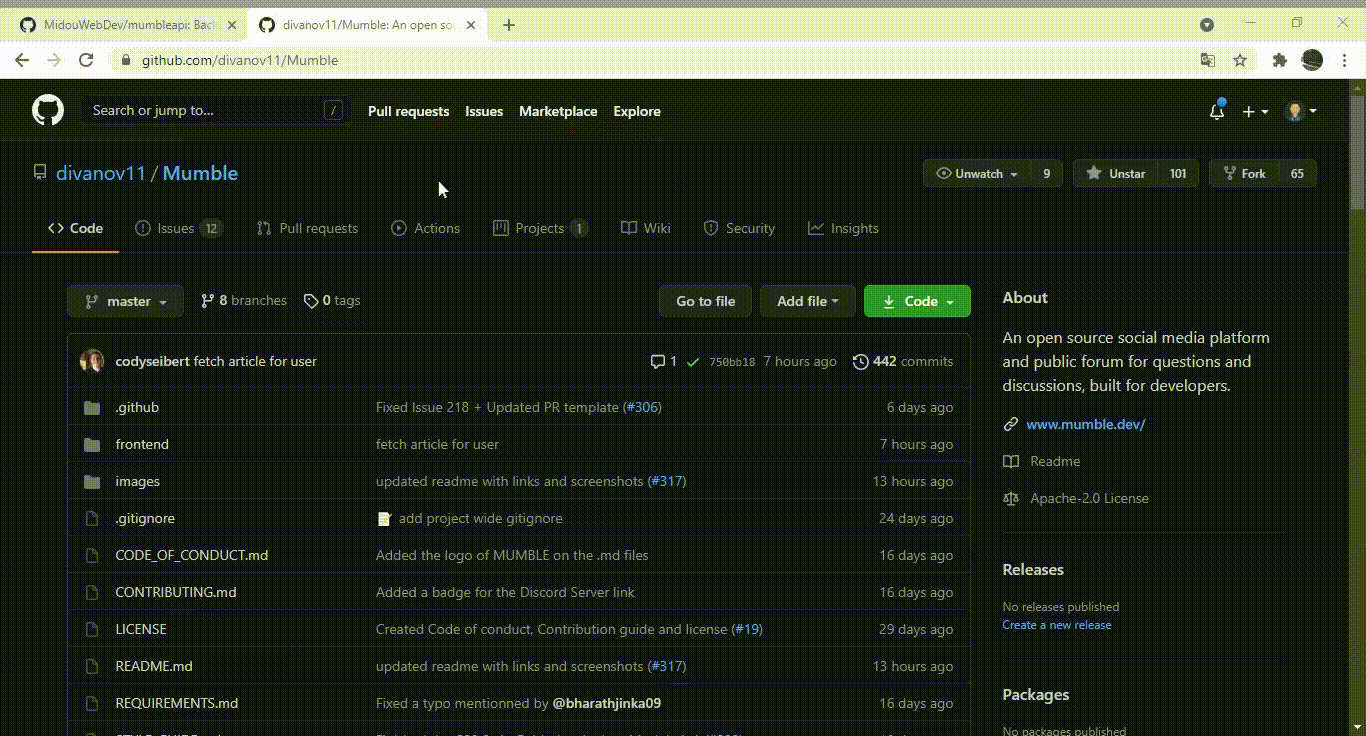 MidouWebDev/mumbleapi: Back
divanov11/Mumble: An open sou
github.com/divanov11/Mumble
Search or jump to... /
Pull requests Issues Marketplace Explore
divanov11 / Mumble
Unwatch 9 Unstar 101 Fork 65
Code Issues 12 Pull requests Actions Projects 1 Wiki Security Insights
master 8 branches 0 tags Go to file Add file Code
codyseibert fetch article for user 1 750bb18 7 hours ago 442 commits
.github Fixed Issue 218 + Updated PR template (#306) 6 days ago
frontend fetch article for user 7 hours ago
images updated readme with links and screenshots (#317) 13 hours ago
.gitignore add project wide gitignore 24 days ago
CODE_OF_CONDUCT.md Added the logo of MUMBLE on the .md files 16 days ago
CONTRIBUTING.md Added a badge for the Discord Server link 16 days ago
LICENSE Created Code of conduct, Contribution guide and license (#19) 29 days ago
README.md updated readme with links and screenshots (#317) 13 hours ago
REQUIREMENTS.md Fixed a typo mentionned by @bharathjinka09 16 days ago
About
An open source social media platform
and public forum for questions and
discussions, built for developers.
www.mumble.dev/
Readme
Apache-2.0 License
Releases
No releases published
Create a new release
Packages
No packages published